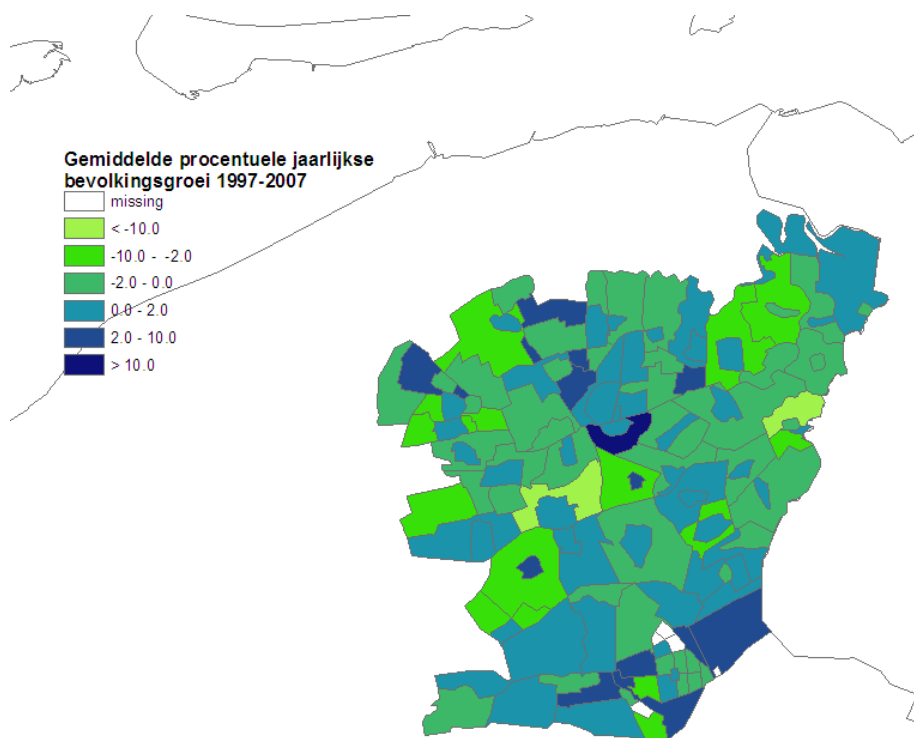 Gemiddelde procentuele jaarlijkse
bevolkingsgroei 1997-2007
missing
< -10.0
-10.0 - -2.0
-2.0 - 0.0
0.0 - 2.0
2.0 - 10.0
> 10.0